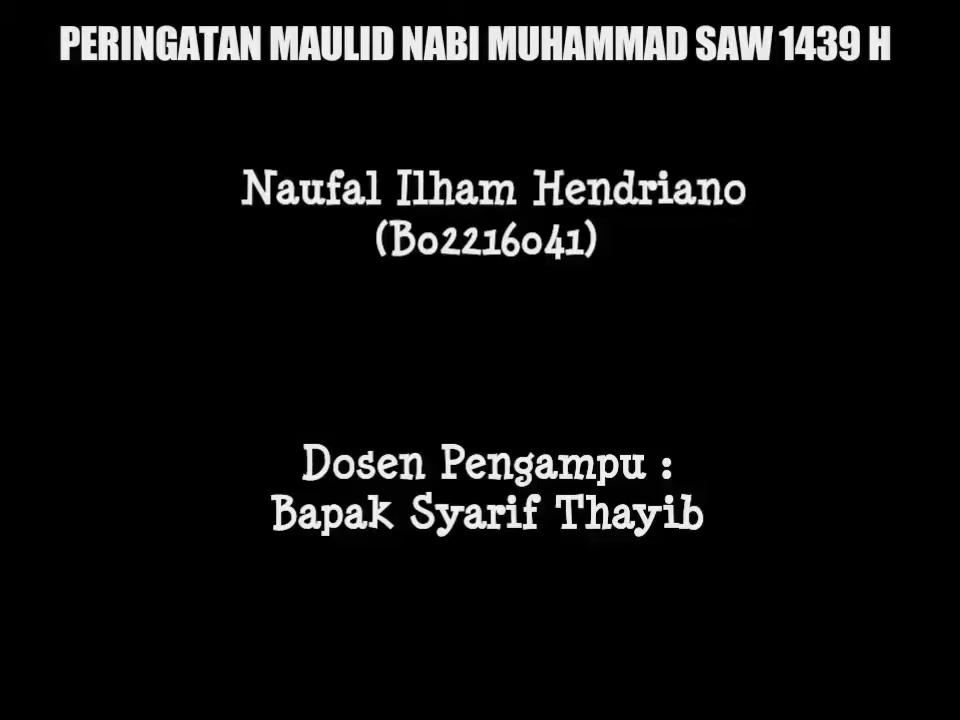 PERINGATAN MAULID NABI MUHAMMAD SAW 1439 H
Naufal Ilham Hendriano
(B02216041)
Dosen Pengampu :
Bapak Syarif Thayib